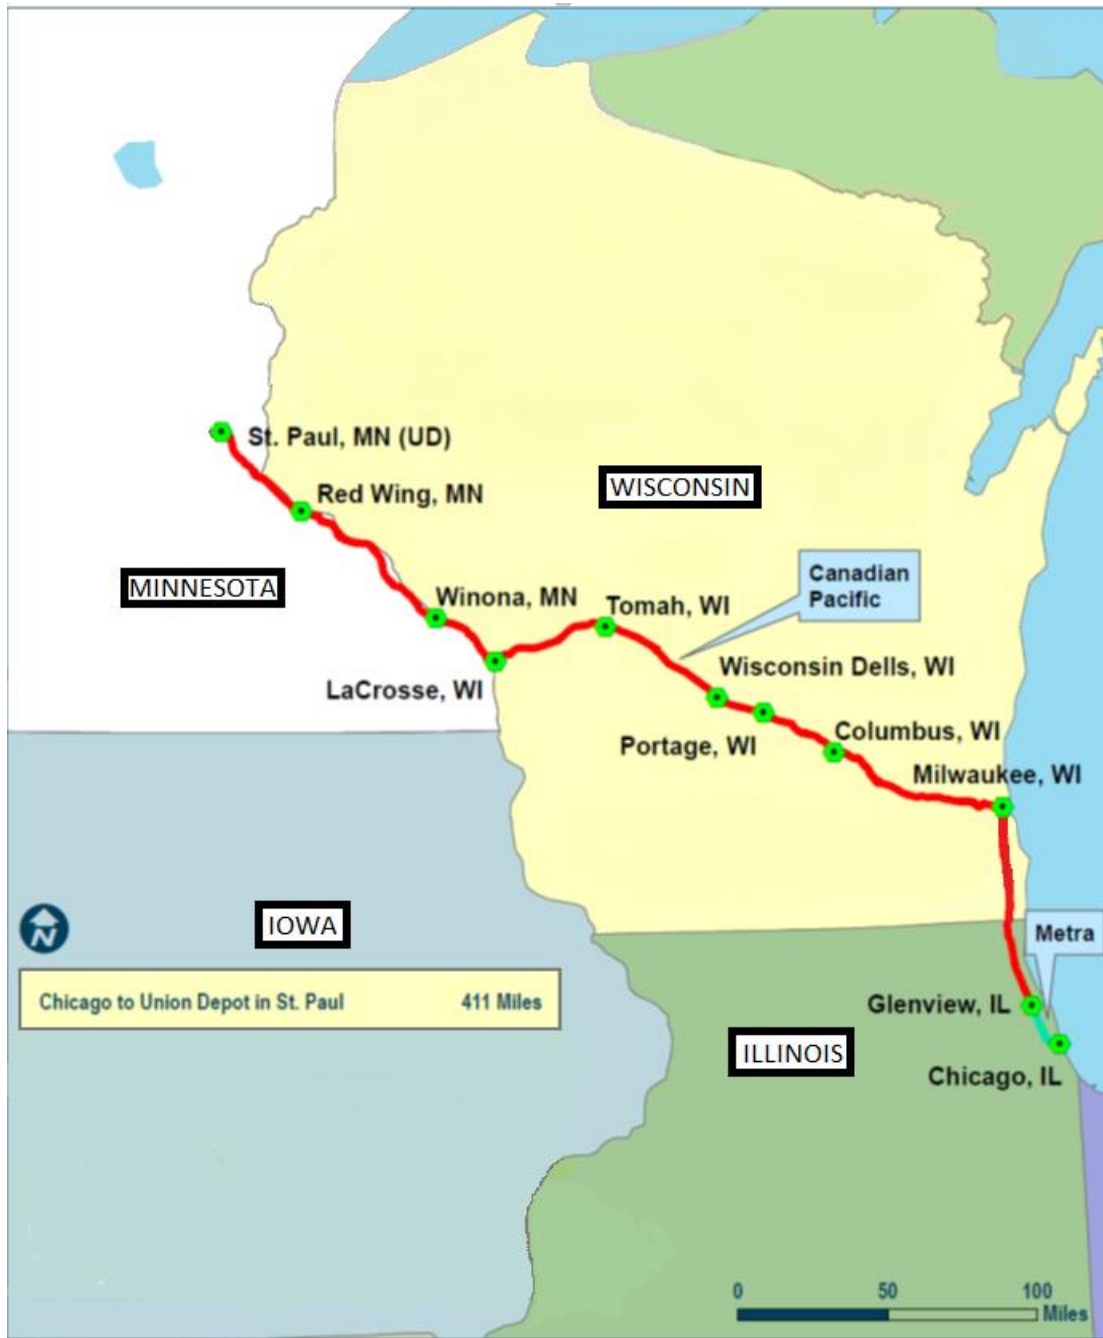 St. Paul, MN (UD)
Red Wing, MN
WISCONSIN
Canadian
Pacific
MINNESOTA
Winona, MN
Tomah, WI
Wisconsin Dells, WI
LaCrosse, WI
Portage, WI
Columbus, WI
Milwaukee, WI
IOWA
N
Metra
Chicago to Union Depot in St. Paul 411 Miles
Glenview, IL
ILLINOIS
Chicago, IL
0 50 100
Miles